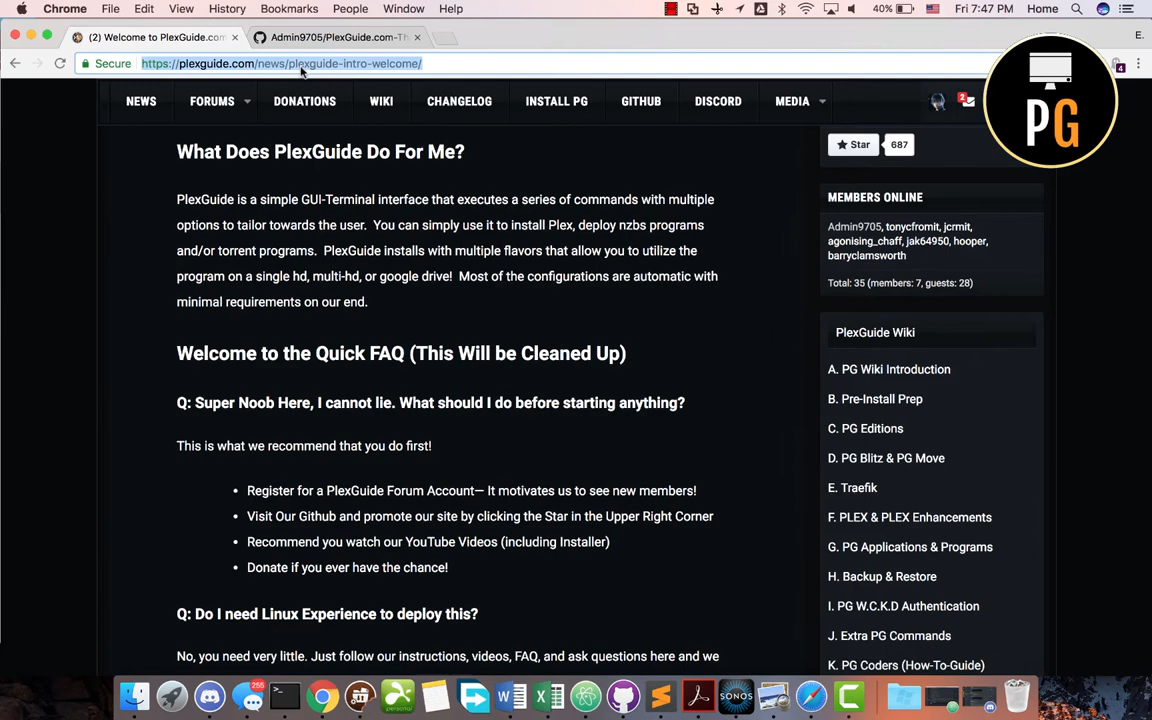 Chrome File Edit View History Bookmarks People Window Help 40% Fri 7:47 PM Home
(2) Welcome to PlexGuide.com Admin9705/PlexGuide.com-Th E.
Secure https://plexguide.com/news/plexguide-intro-welcome/ 4
NEWS FORUMS DONATIONS WIKI CHANGELOG INSTALL PG GITHUB DISCORD MEDIA 2
PG
What Does PlexGuide Do For Me?
PlexGuide is a simple GUI-Terminal interface that executes a series of commands with multiple
options to tailor towards the user. You can simply use it to install Plex, deploy nzbs programs
and/or torrent programs. PlexGuide installs with multiple flavors that allow you to utilize the
program on a single hd, multi-hd, or google drive! Most of the configurations are automatic with
minimal requirements on our end.
Welcome to the Quick FAQ (This Will be Cleaned Up)
Q: Super Noob Here, I cannot lie. What should I do before starting anything?
This is what we recommend that you do first!
• Register for a PlexGuide Forum Account— It motivates us to see new members!
• Visit Our Github and promote our site by clicking the Star in the Upper Right Corner
• Recommend you watch our YouTube Videos (including Installer)
• Donate if you ever have the chance!
Q: Do I need Linux Experience to deploy this?
No, you need very little. Just follow our instructions, videos, FAQ, and ask questions here and we
Star 687
MEMBERS ONLINE
Admin9705, tonycfromit, jcrmit,
agonising_chaff, jak64950, hooper,
barryclamsworth
Total: 35 (members: 7, guests: 28)
PlexGuide Wiki
A. PG Wiki Introduction
B. Pre-Install Prep
C. PG Editions
D. PG Blitz & PG Move
E. Traefik
F. PLEX & PLEX Enhancements
G. PG Applications & Programs
H. Backup & Restore
I. PG W.C.K.D Authentication
J. Extra PG Commands
K. PG Coders (How-To-Guide)
255
SONOS